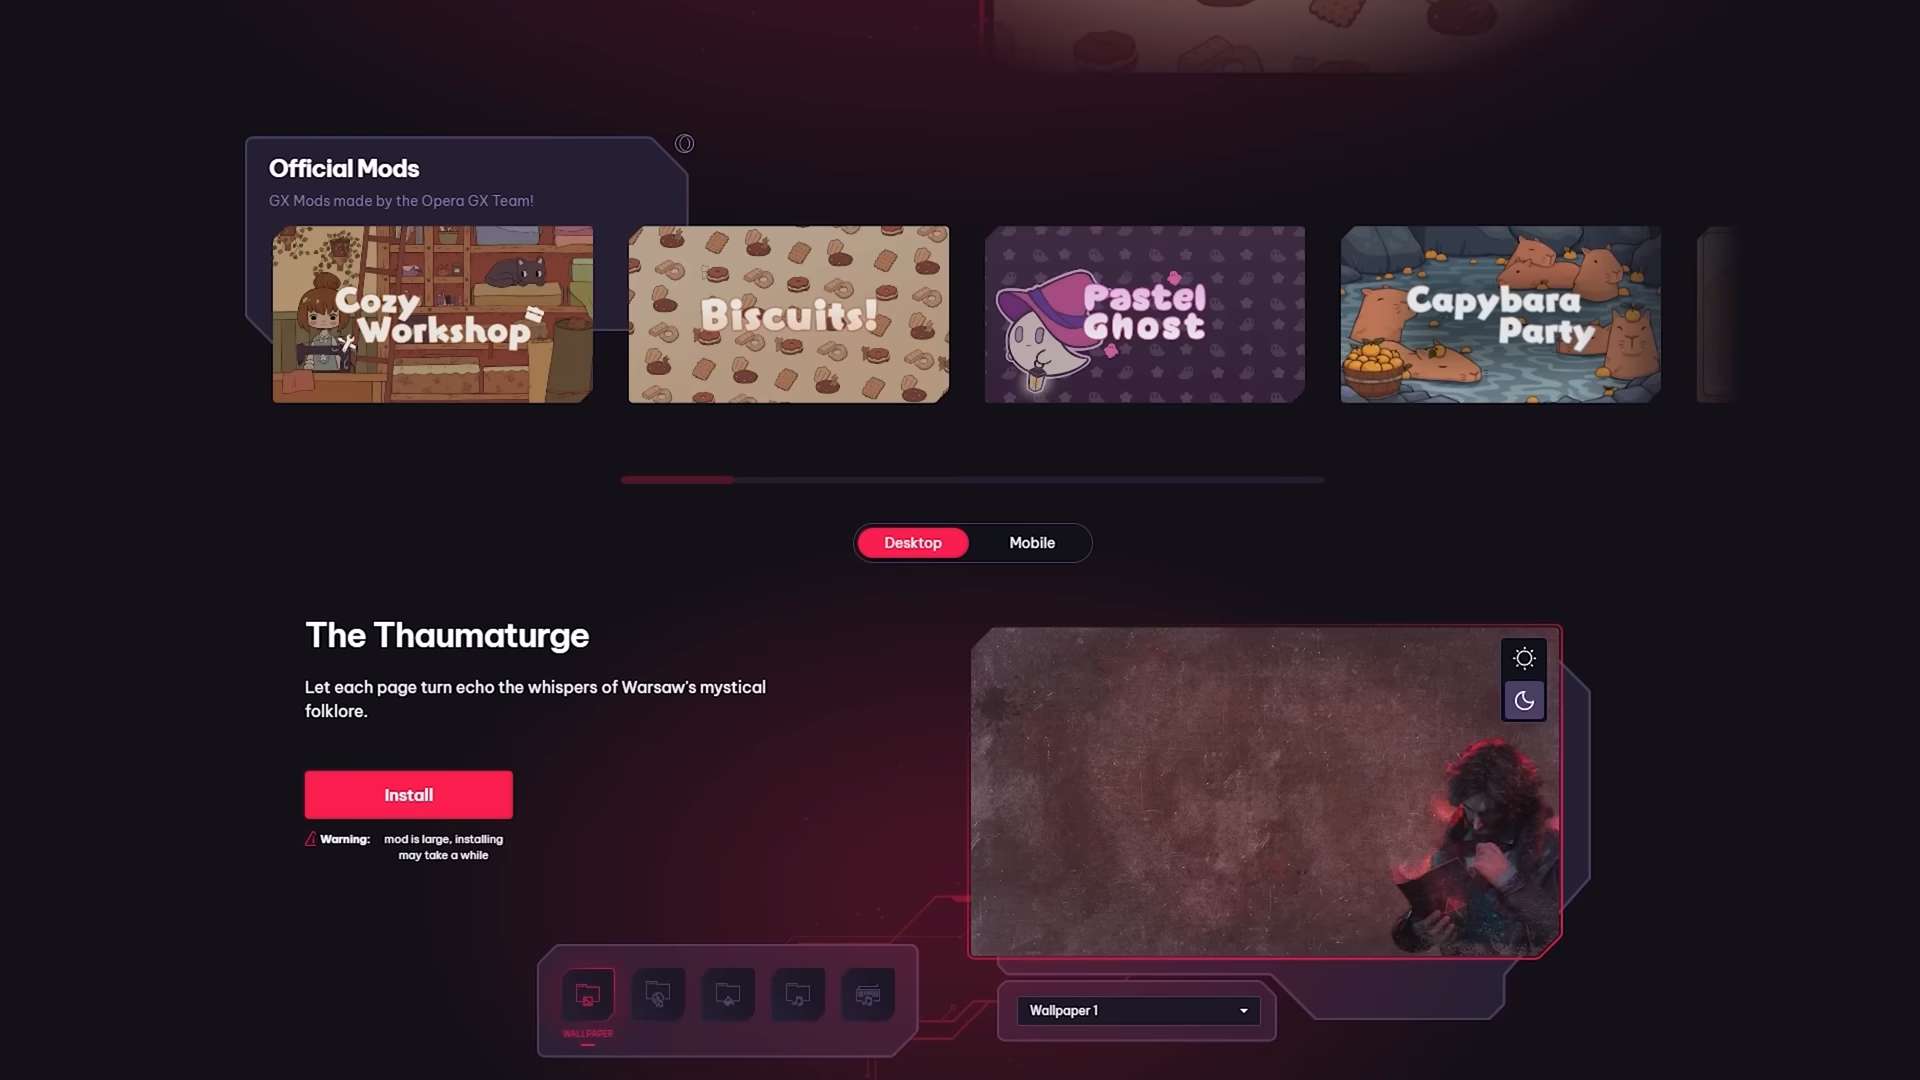 Official Mods
GX Mods made by the Opera GX Team!
Cozy
Workshop
Biscuits!
Pastel
Ghost
Capybara
Party
Desktop
Mobile
The Thaumaturge
Let each page turn echo the whispers of Warsaw's mystical
folklore.
Install
Warning: mod is large, installing
may take a while
WALLPAPER
Wallpaper 1